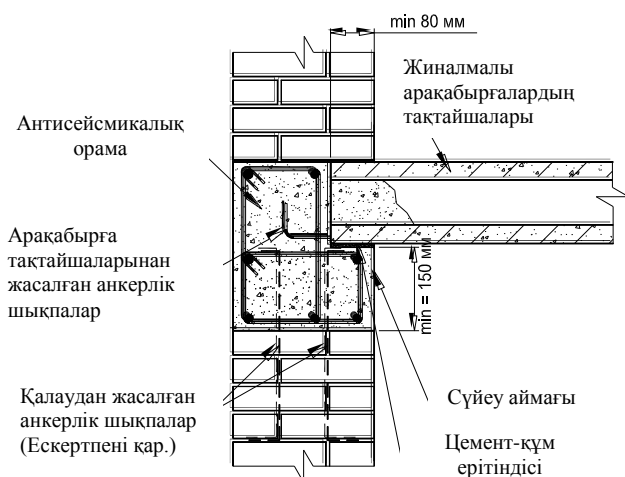 min 80 мм
Жиналмалы
арақабырғалардың
тақтайшалары
Антисейсмикалық
орама
Арақабырға
тақтайшаларынан
жасалған анкерлік
шықпалар
min = 150 мм
Қалаудан жасалған
анкерлік шықпалар
(Ескертпені қар.)
Сүйеу аймағы
Цемент-құм
ерітіндісі